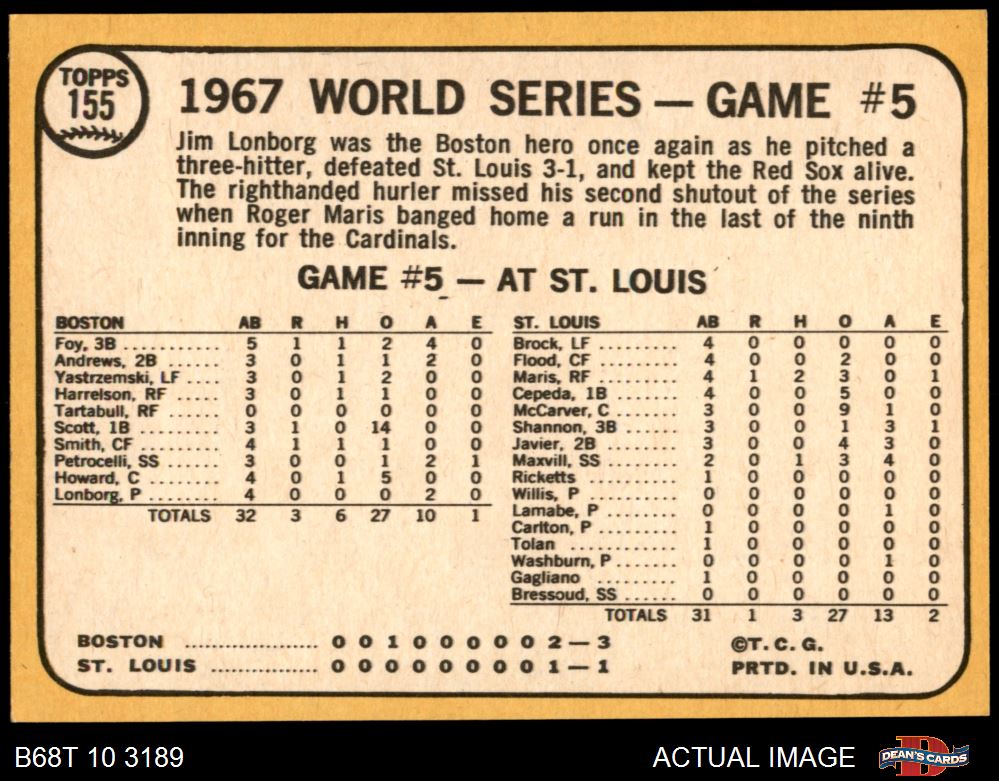 TOPPS
155
1967 WORLD SERIES — GAME #5
Jim Lonborg was the Boston hero once again as he pitched a
three-hitter, defeated St. Louis 3-1, and kept the Red Sox alive.
The righthanded hurler missed his second shutout of the series
when Roger Maris banged home a run in the last of the ninth
inning for the Cardinals.
GAME #5 — AT ST. LOUIS
BOSTON AB R H O A E
Foy, 3B ............ 5 1 1 2 4 0
Andrews, 2B ....... 3 0 1 1 2 0
Yastrzemski, LF .... 3 0 1 2 0 0
Harrelson, RF ...... 3 0 1 1 0 0
Tartabull, RF ...... 0 0 0 0 0 0
Scott, 1B .......... 3 1 0 14 0 0
Smith, CF .......... 4 1 1 1 0 0
Petrocelli, SS ...... 3 0 0 1 2 1
Howard, C .......... 4 0 1 5 0 0
Lonborg, P ......... 4 0 0 0 2 0
TOTALS 32 3 6 27 10 1
ST. LOUIS AB R H O A E
Brock, LF .......... 4 0 0 0 0 0
Flood, CF .......... 4 0 0 2 0 0
Maris, RF .......... 4 1 2 3 0 1
Cepeda, 1B ........ 4 0 0 5 0 0
McCarver, C ....... 3 0 0 9 1 0
Shannon, 3B ....... 3 0 0 1 3 1
Javier, 2B ......... 3 0 0 4 3 0
Maxvill, SS ......... 2 0 1 3 4 0
Ricketts ........... 1 0 0 0 0 0
Willis, P ........... 0 0 0 0 0 0
Lamabe, P ......... 0 0 0 0 1 0
Carlton, P ......... 1 0 0 0 0 0
Tolan .............. 1 0 0 0 0 0
Washburn, P ....... 0 0 0 0 1 0
Gagliano .......... 1 0 0 0 0 0
Bressoud, SS ....... 0 0 0 0 0 0
TOTALS 31 1 3 27 13 2
BOSTON .................... 0 0 1 0 0 0 0 0 2 — 3
ST. LOUIS ................ 0 0 0 0 0 0 0 0 1 — 1
©T. C. G.
PRTD. IN U.S.A.
B68T 10 3189
ACTUAL IMAGE
DEAN'S CARDS